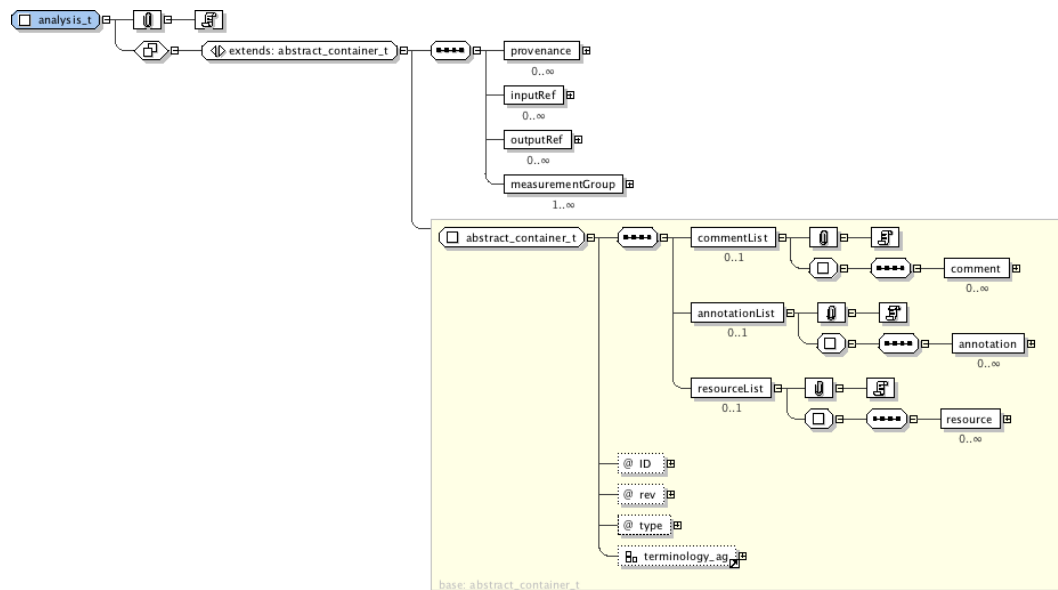 analysis_t
extends: abstract_container_t
provenance
0..∞
inputRef
0..∞
outputRef
0..∞
measurementGroup
1..∞
abstract_container_t
commentList
0..1
comment
0..∞
annotationList
0..1
annotation
0..∞
resourceList
0..1
resource
0..∞
@ ID
@ rev
@ type
terminology_ag
base: abstract_container_t